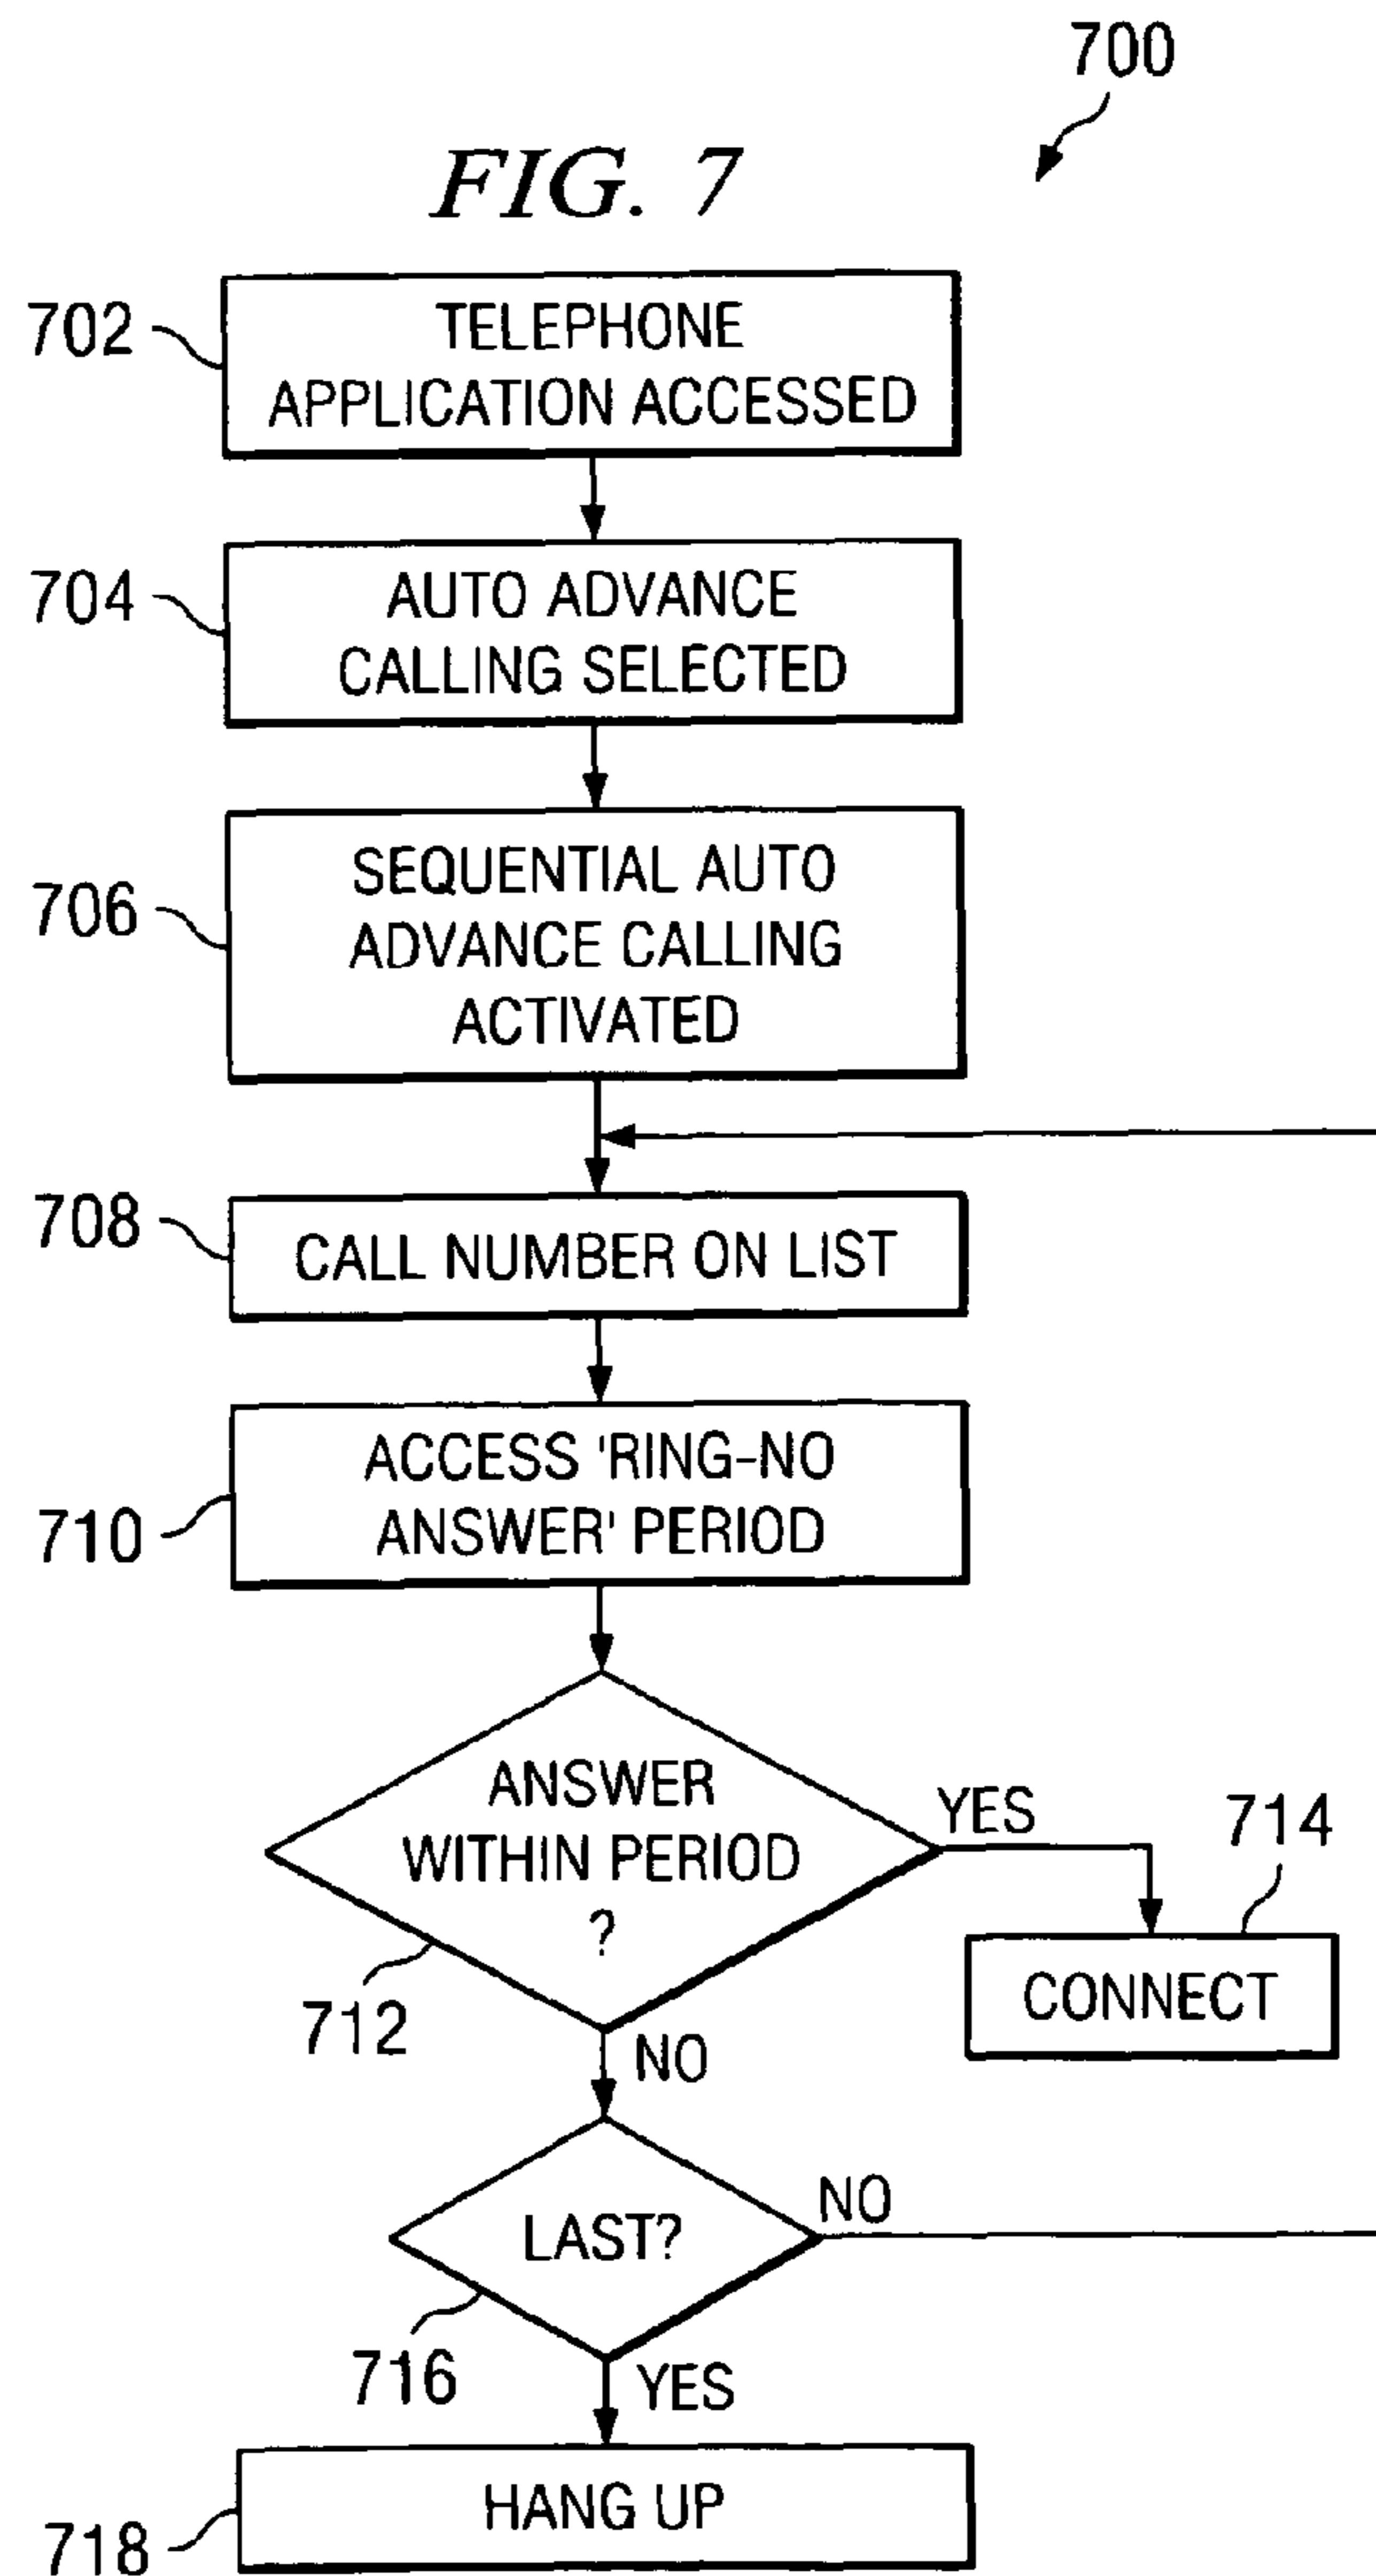 700
FIG. 7
702
TELEPHONE
APPLICATION ACCESSED
704
AUTO ADVANCE
CALLING SELECTED
706
SEQUENTIAL AUTO
ADVANCE CALLING
ACTIVATED
708
CALL NUMBER ON LIST
710
ACCESS 'RING-NO
ANSWER' PERIOD
ANSWER
WITHIN PERIOD
?
YES
714
712
CONNECT
NO
LAST?
NO
716
YES
HANG UP
718